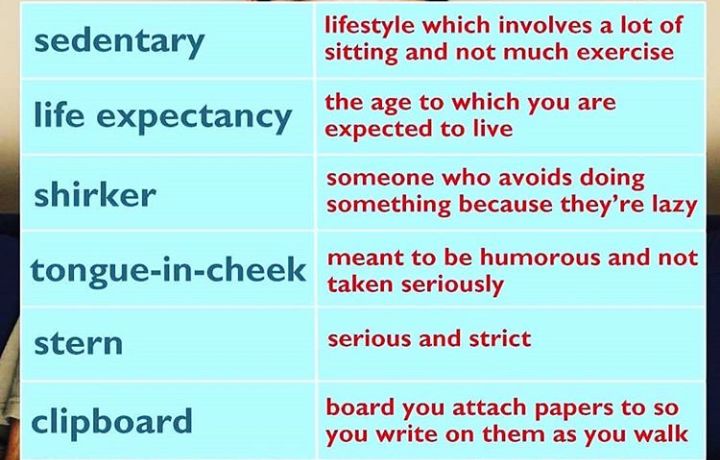 sedentary
lifestyle which involves a lot of
sitting and not much exercise
life expectancy
the age to which you are
expected to live
shirker
someone who avoids doing
something because they're lazy
tongue-in-cheek
meant to be humorous and not
taken seriously
stern
serious and strict
clipboard
board you attach papers to so
you write on them as you walk